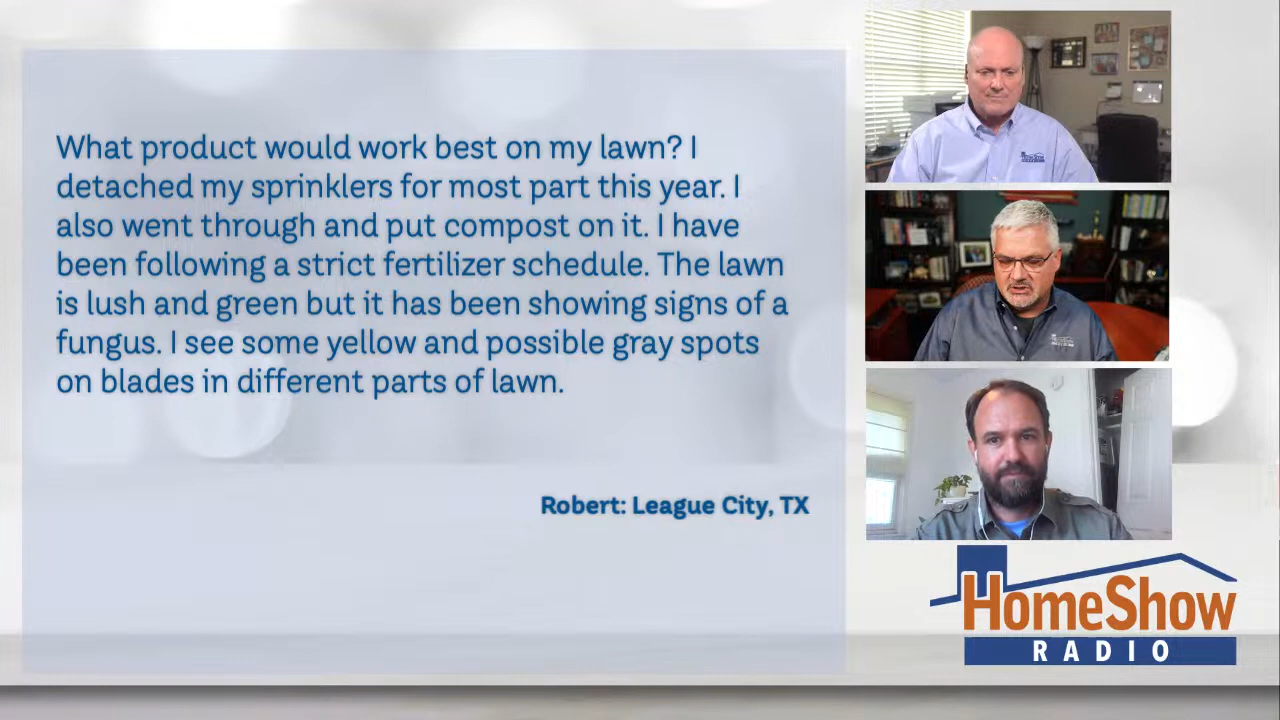 What product would work best on my lawn? I
detached my sprinklers for most part this year. I
also went through and put compost on it. I have
been following a strict fertilizer schedule. The lawn
is lush and green but it has been showing signs of a
fungus. I see some yellow and possible gray spots
on blades in different parts of lawn.
Robert: League City, TX
HomeShow
RADIO